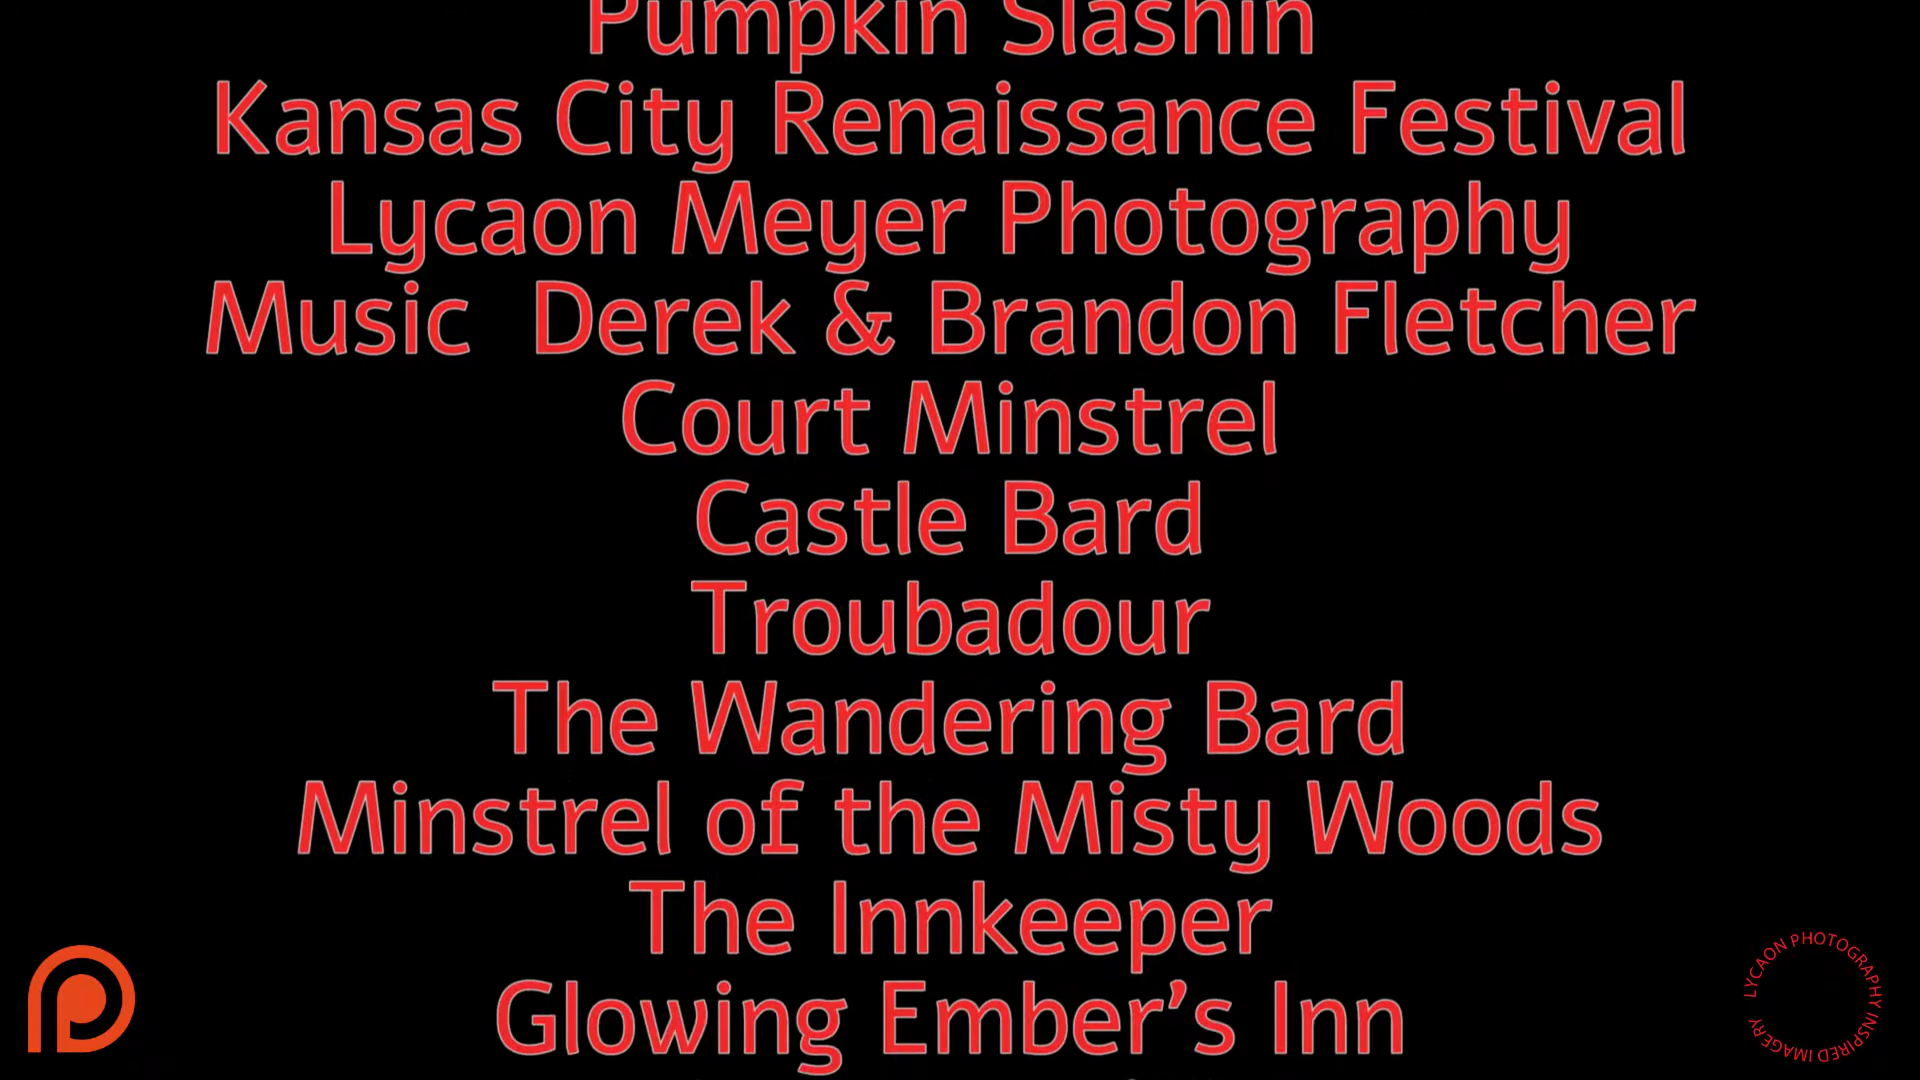 Pumpkin Slashin
Kansas City Renaissance Festival
Lycaon Meyer Photography
Music  Derek & Brandon Fletcher
Court Minstrel
Castle Bard
Troubadour
The Wandering Bard
Minstrel of the Misty Woods
The Innkeeper
Glowing Ember’s Inn
LYCAON PHOTOGRAPHY INSPIRED IMAGERY